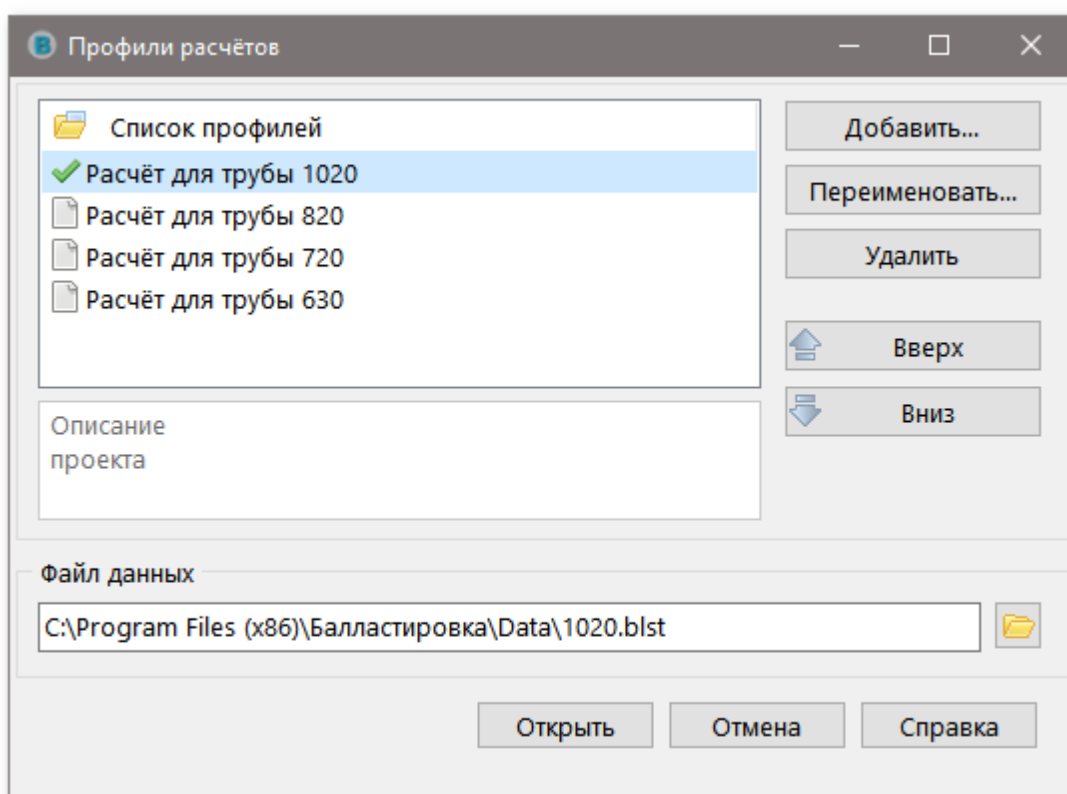 Профили расчётов
Список профилей
Расчёт для трубы 1020
Расчёт для трубы 820
Расчёт для трубы 720
Расчёт для трубы 630
Добавить...
Переименовать...
Удалить
Вверх
Вниз
Описание
проекта
Файл данных
C:\Program Files (x86)\Балластировка\Data\1020.blst
Открыть
Отмена
Справка